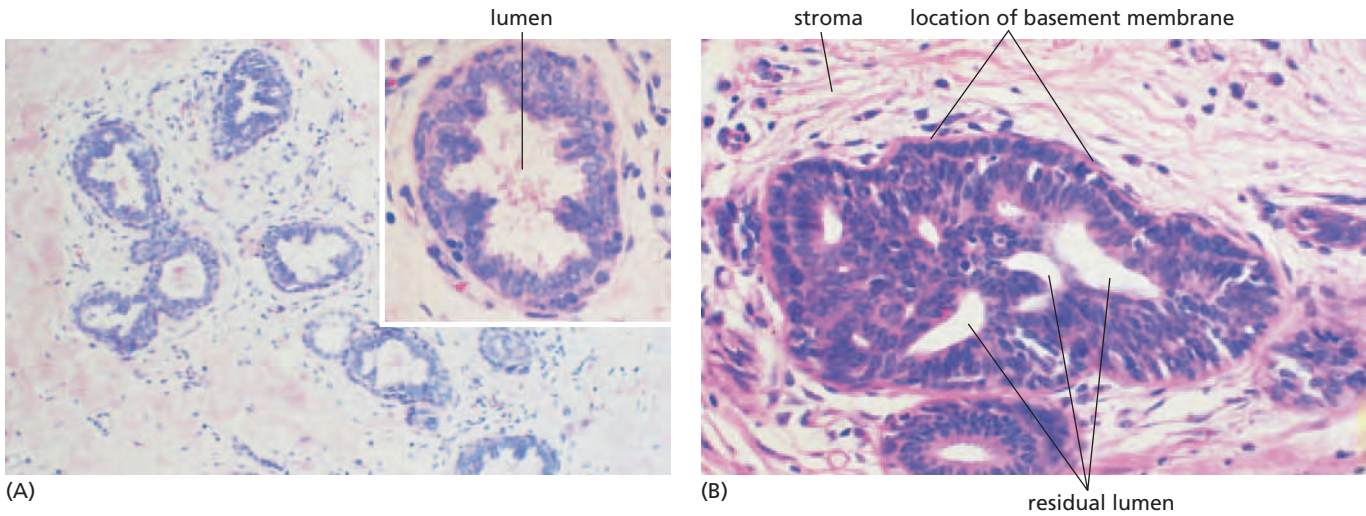 lumen
stroma
location of basement membrane
(A)
(B)
residual lumen